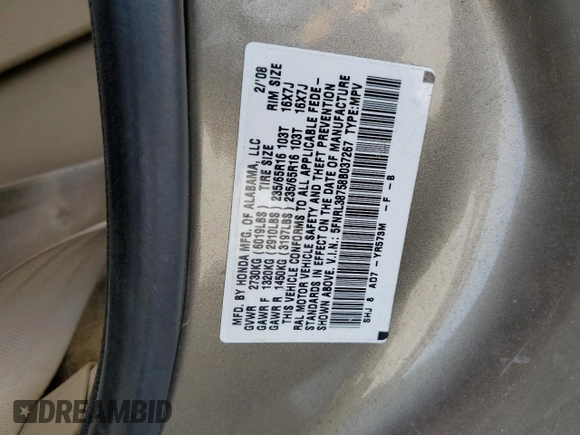 MFD. BY HONDA MFG. OF ALABAMA, LLC 2/'08
GVWR 2730KG (6019LBS) TIRE SIZE RIM SIZE
GAWR F 1320KG (2910LBS) 235/65R16 103T 16X7J
GAWR R 1450KG (3197LBS) 235/65R16 103T 16X7J
THIS VEHICLE CONFORMS TO ALL APPLICABLE FEDE-
RAL MOTOR VEHICLE SAFETY AND THEFT PREVENTION
STANDARDS IN EFFECT ON THE DATE OF MANUFACTURE
SHOWN ABOVE. V.I.N.: 5FNRL38758B037267 TYPE:MPV
SHJ 8 AD7 -YR573M -F -B
DREAMBID